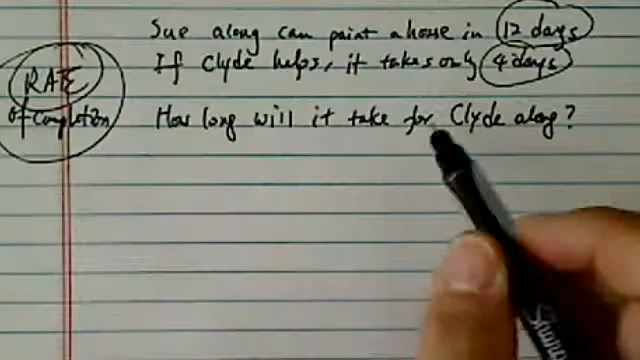 Sue along can paint a house in 12 days
If Clyde helps, it takes only 4 days
RATE
of Completion
How long will it take for Clyde along?
Sharpie